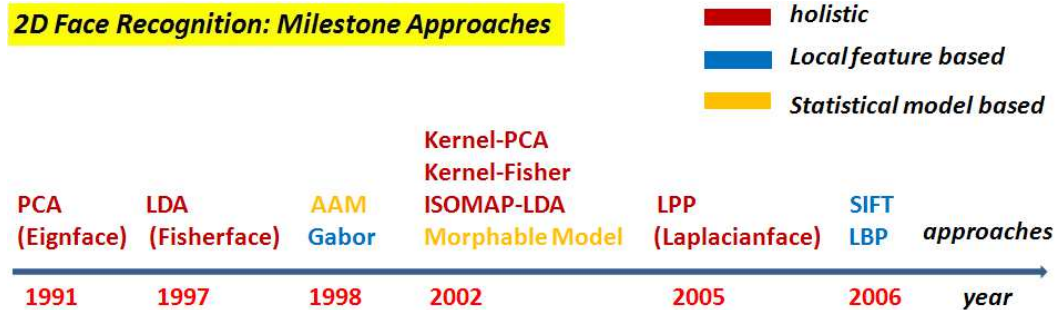 2D Face Recognition: Milestone Approaches
holistic
Local feature based
Statistical model based
Kernel-PCA
Kernel-Fisher
PCA LDA AAM ISOMAP-LDA LPP SIFT
(Eignface) (Fisherface) Gabor Morphable Model (Laplacianface) LBP approaches
1991 1997 1998 2002 2005 2006 year